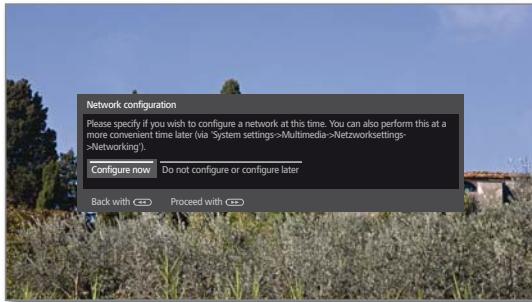 Network configuration
Please specify if you wish to configure a network at this time. You can also perform this at a
more convenient time later (via 'System settings->Multimedia->Netzworksettings-
>Networking').
Configure now Do not configure or configure later
Back with Proceed with